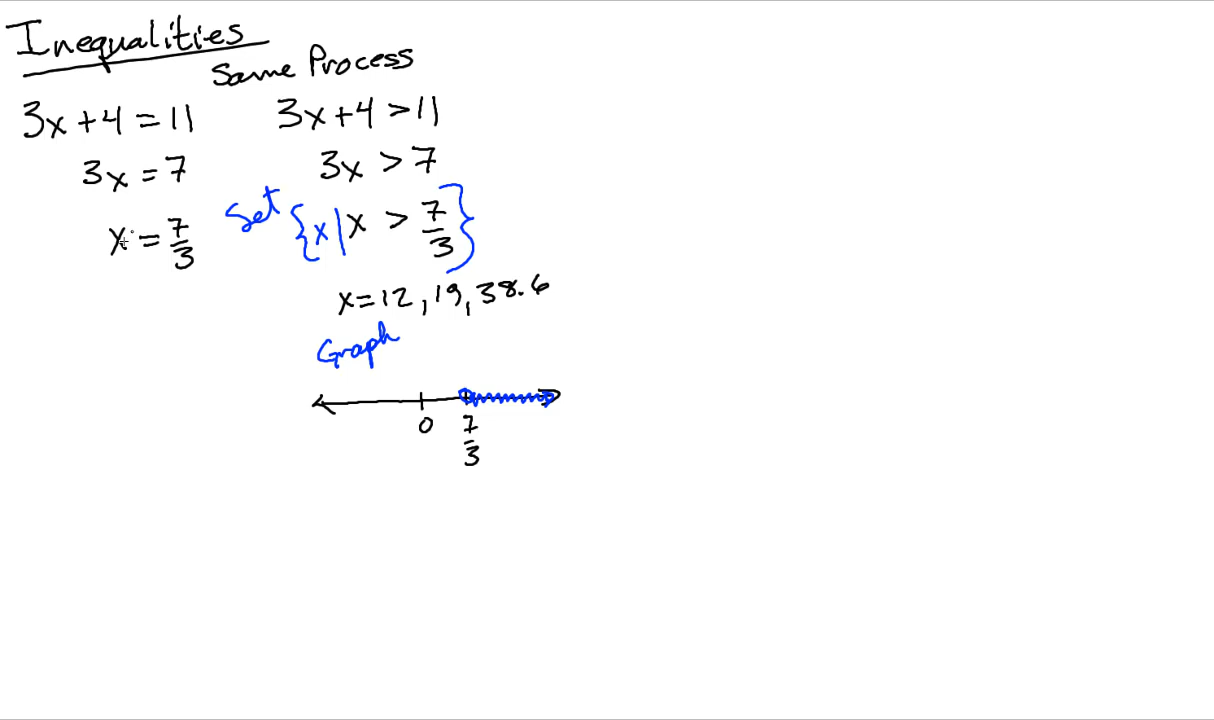 Inequalities
Same Process
3x + 4 = 11
3x = 7
x = 7/3
3x + 4 > 11
3x > 7
Set {x | x > 7/3}
x = 12, 19, 38.6
Graph
0 7/3